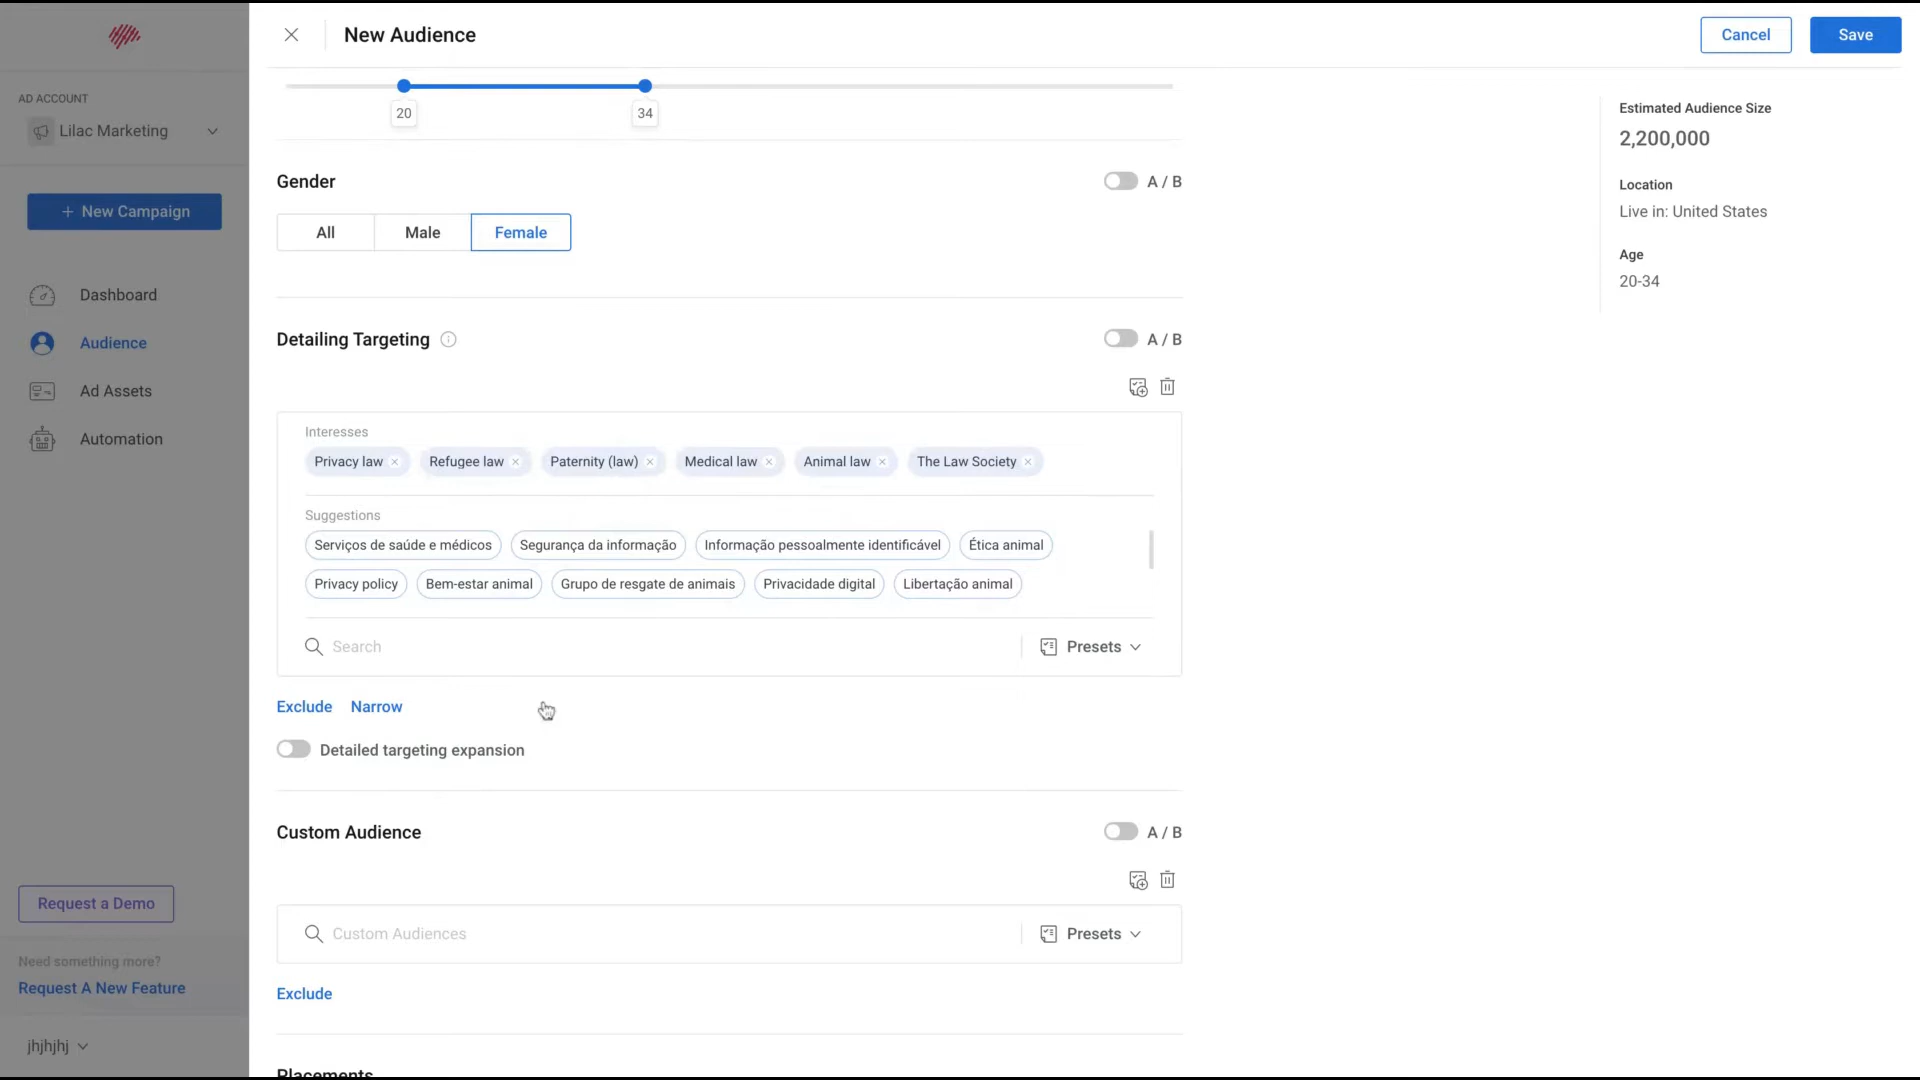 New Audience
Cancel
Save
AD ACCOUNT
Lilac Marketing
+ New Campaign
Dashboard
Audience
Ad Assets
Automation
Request a Demo
Need something more?
Request A New Feature
jhjhjhj
20
34
Gender
A / B
All
Male
Female
Detailing Targeting
A / B
Interesses
Privacy law
Refugee law
Paternity (law)
Medical law
Animal law
The Law Society
Suggestions
Serviços de saúde e médicos
Segurança da informação
Informação pessoalmente identificável
Ética animal
Privacy policy
Bem-estar animal
Grupo de resgate de animais
Privacidade digital
Libertação animal
Search
Presets
Exclude
Narrow
Detailed targeting expansion
Custom Audience
A / B
Custom Audiences
Presets
Exclude
Placements
Estimated Audience Size
2,200,000
Location
Live in: United States
Age
20-34